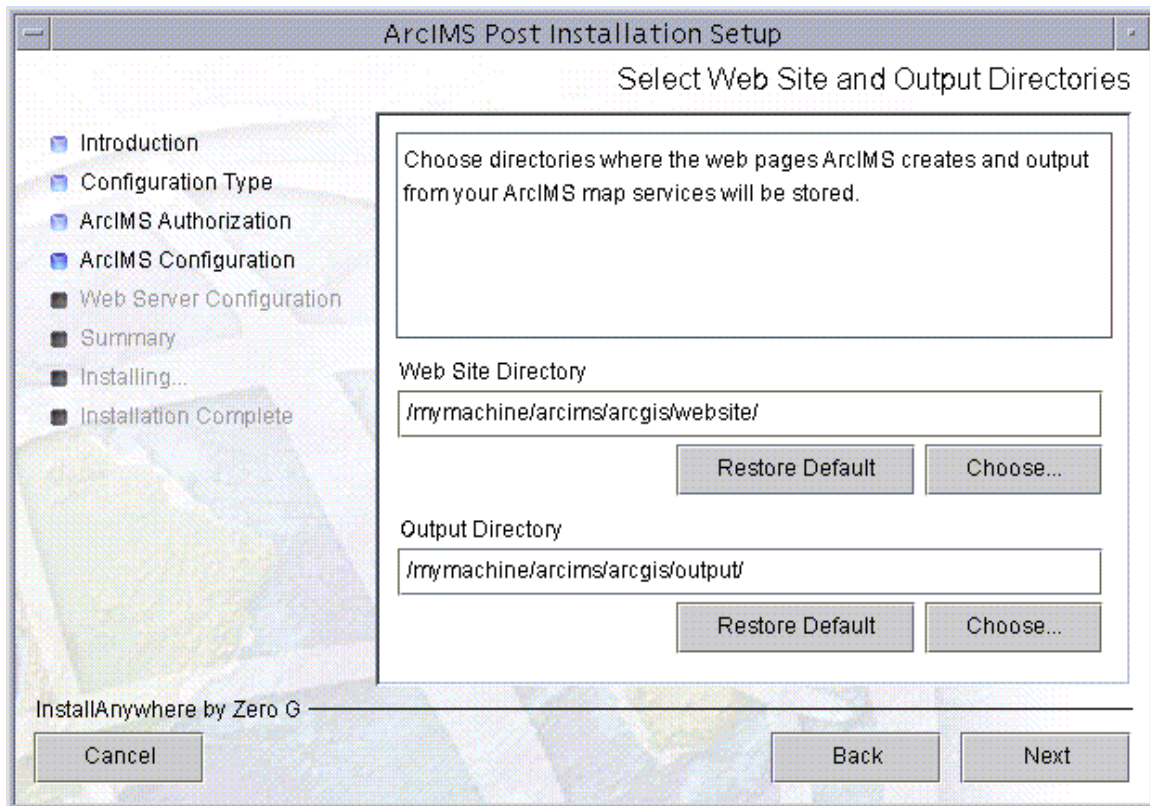 ArcIMS Post Installation Setup
Select Web Site and Output Directories
Introduction
Configuration Type
ArcIMS Authorization
ArcIMS Configuration
Web Server Configuration
Summary
Installing...
Installation Complete
Choose directories where the web pages ArcIMS creates and output
from your ArcIMS map services will be stored.
Web Site Directory
/mymachine/arcims/arcgis/website/
Restore Default
Choose...
Output Directory
/mymachine/arcims/arcgis/output/
Restore Default
Choose...
InstallAnywhere by Zero G
Cancel
Back
Next